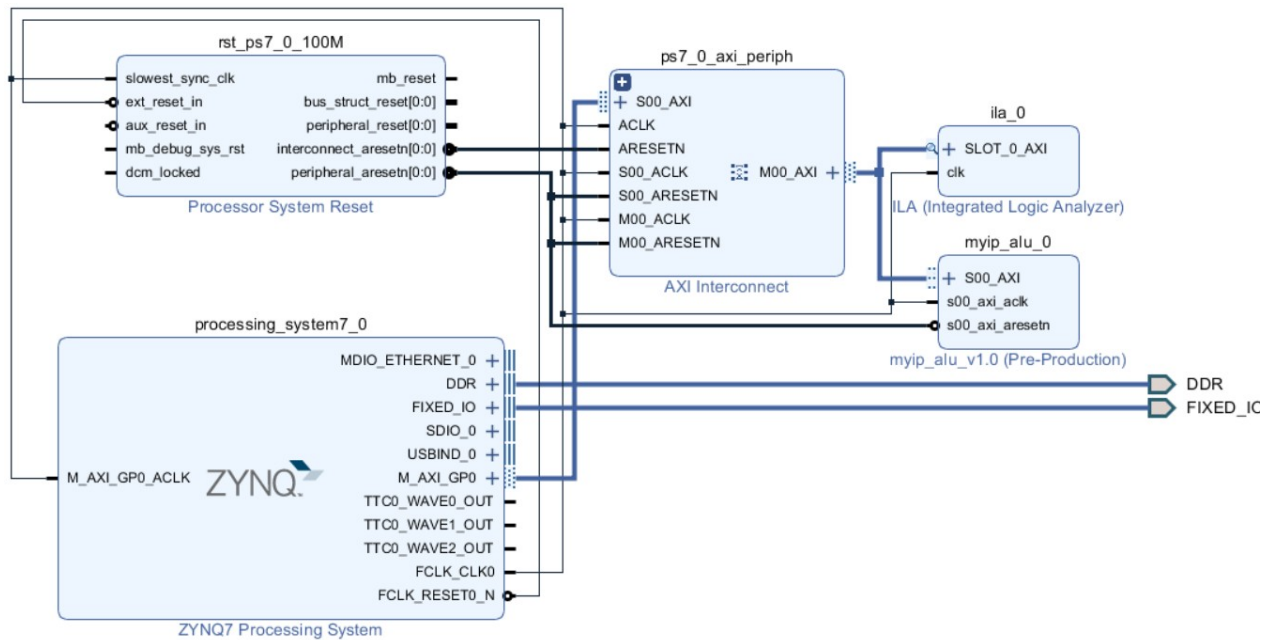 rst_ps7_0_100M
slowest_sync_clk
mb_reset
ext_reset_in
bus_struct_reset[0:0]
aux_reset_in
peripheral_reset[0:0]
mb_debug_sys_rst
interconnect_aresetn[0:0]
dcm_locked
peripheral_aresetn[0:0]
Processor System Reset
ps7_0_axi_periph
S00_AXI
ACLK
ARESETN
S00_ACLK
M00_AXI
S00_ARESETN
M00_ACLK
M00_ARESETN
AXI Interconnect
ila_0
SLOT_0_AXI
clk
ILA (Integrated Logic Analyzer)
myip_alu_0
S00_AXI
s00_axi_aclk
s00_axi_aresetn
myip_alu_v1.0 (Pre-Production)
processing_system7_0
MDIO_ETHERNET_0
DDR
FIXED_IO
SDIO_0
USBIND_0
M_AXI_GP0_ACLK
ZYNQ
M_AXI_GP0
TTC0_WAVE0_OUT
TTC0_WAVE1_OUT
TTC0_WAVE2_OUT
FCLK_CLK0
FCLK_RESET0_N
ZYNQ7 Processing System
DDR